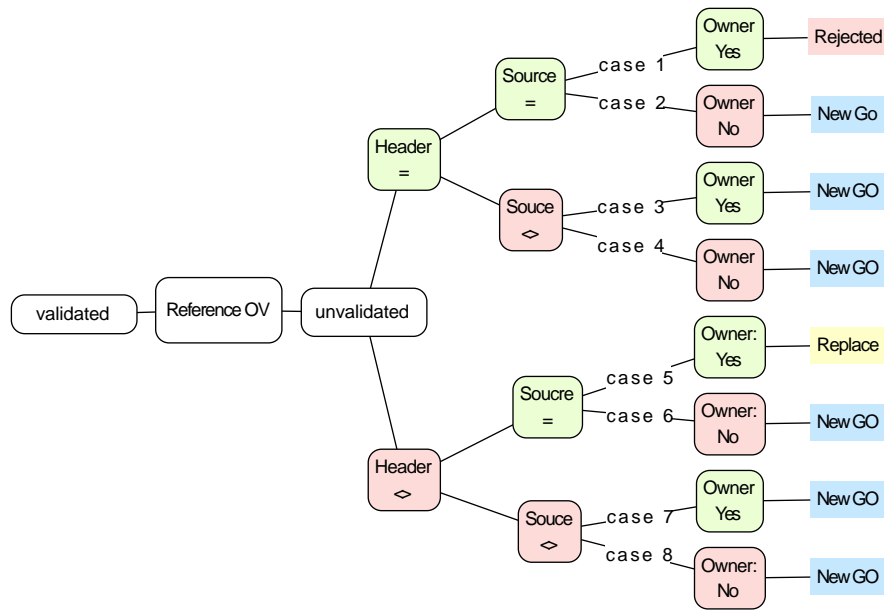 Owner
Yes
Rejected
case 1
Source
=
case 2
Owner
No
New Go
Header
=
Owner
Yes
New GO
case 3
Souce
<>
case 4
Owner
No
New GO
validated
Reference OV
unvalidated
Owner:
Yes
Replace
case 5
Soucre
=
case 6
Owner:
No
New GO
Header
<>
Owner
Yes
New GO
case 7
Souce
<>
case 8
Owner:
No
New GO